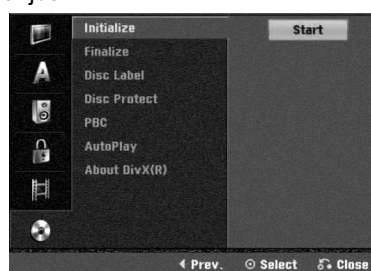 Initialize Start
Finalize
Disc Label
Disc Protect
PBC
AutoPlay
About DivX(R)
Prev. Select Close